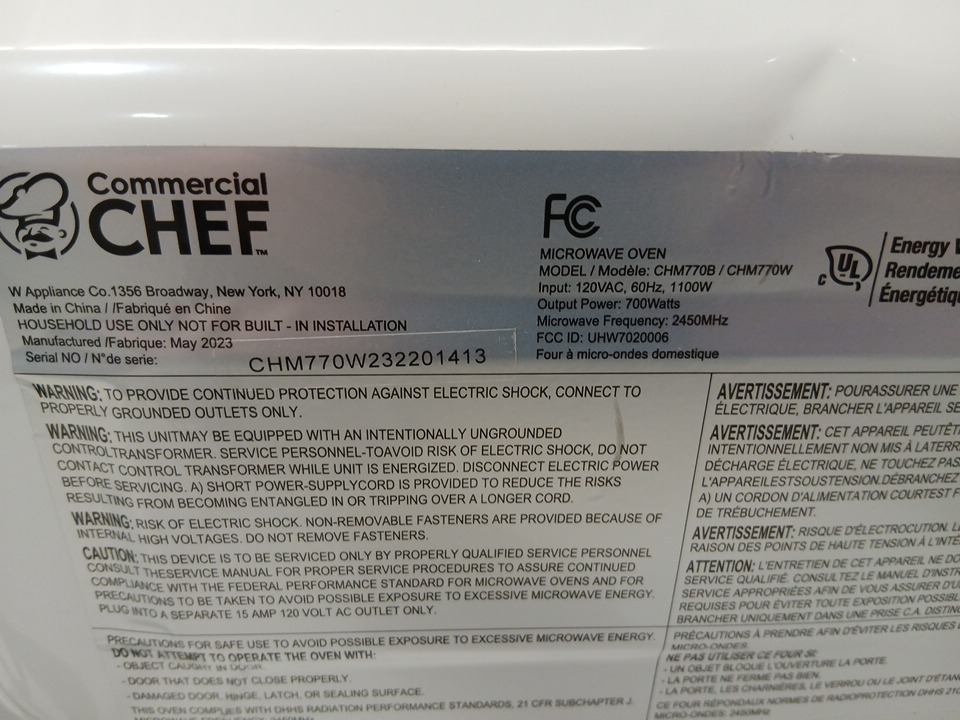 Commercial
CHEF™
W Appliance Co.1356 Broadway, New York, NY 10018
Made in China / /Fabriqué en Chine
HOUSEHOLD USE ONLY NOT FOR BUILT - IN INSTALLATION
Manufactured /Fabrique: May 2023
Serial NO / N°de serie:
CHM770W232201413
FC
MICROWAVE OVEN
MODEL / Modèle: CHM770B / CHM770W
Input: 120VAC, 60Hz, 1100W
Output Power: 700Watts
Microwave Frequency: 2450MHz
FCC ID: UHW7020006
Four à micro-ondes domestique
c UL
Energy
Rendeme
Énergétiq
WARNING: TO PROVIDE CONTINUED PROTECTION AGAINST ELECTRIC SHOCK, CONNECT TO
PROPERLY GROUNDED OUTLETS ONLY.
WARNING: THIS UNITMAY BE EQUIPPED WITH AN INTENTIONALLY UNGROUNDED
CONTROLTRANSFORMER. SERVICE PERSONNEL-TOAVOID RISK OF ELECTRIC SHOCK, DO NOT
CONTACT CONTROL TRANSFORMER WHILE UNIT IS ENERGIZED. DISCONNECT ELECTRIC POWER
BEFORE SERVICING. A) SHORT POWER-SUPPLYCORD IS PROVIDED TO REDUCE THE RISKS
RESULTING FROM BECOMING ENTANGLED IN OR TRIPPING OVER A LONGER CORD.
WARNING: RISK OF ELECTRIC SHOCK. NON-REMOVABLE FASTENERS ARE PROVIDED BECAUSE OF
INTERNAL HIGH VOLTAGES. DO NOT REMOVE FASTENERS.
CAUTION: THIS DEVICE IS TO BE SERVICED ONLY BY PROPERLY QUALIFIED SERVICE PERSONNEL
CONSULT THESERVICE MANUAL FOR PROPER SERVICE PROCEDURES TO ASSURE CONTINUED
COMPLIANCE WITH THE FEDERAL PERFORMANCE STANDARD FOR MICROWAVE OVENS AND FOR
PRECAUTIONS TO BE TAKEN TO AVOID POSSIBLE EXPOSURE TO EXCESSIVE MICROWAVE ENERGY.
PLUG INTO A SEPARATE 15 AMP 120 VOLT AC OUTLET ONLY.
PRECAUTIONS FOR SAFE USE TO AVOID POSSIBLE EXPOSURE TO EXCESSIVE MICROWAVE ENERGY.
DO NOT ATTEMPT TO OPERATE THE OVEN WITH:
- OBJECT CAUGHT IN DOOR.
- DOOR THAT DOES NOT CLOSE PROPERLY.
- DAMAGED DOOR, HINGE, LATCH, OR SEALING SURFACE.
THIS OVEN COMPLIES WITH DHHS RADIATION PERFORMANCE STANDARDS, 21 CFR SUBCHAPTER J.
MICROWAVE FREQUENCY: 2450MHz
AVERTISSEMENT: POURASSURER UNE
ÉLECTRIQUE, BRANCHER L'APPAREIL SE
AVERTISSEMENT: CET APPAREIL PEUTÊT
INTENTIONELLEMENT NON MIS À LATERR
DÉCHARGE ÉLECTRIQUE, NE TOUCHEZ PAS
L'APPAREILESTSOUSTENSION.DÉBRANCHEZ
A) UN CORDON D'ALIMENTATION COURTEST F
DE TRÉBUCHEMENT.
AVERTISSEMENT: RISQUE D'ÉLECTROCUTION. L
RAISON DES POINTS DE HAUTE TENSION À L'INTÉ
ATTENTION: L'ENTRETIEN DE CET APPAREIL NE DO
SERVICE QUALIFIÉ. CONSULTEZ LE MANUEL D'INSTR
SERVICE APPROPRIÉES AFIN DE VOUS ASSURER D'U
REQUISES POUR ÉVITER TOUTE EXPOSITION POSSIBL
BRANCHER UNIQUEMENT DANS UNE PRISE C.A. DISTIN
PRÉCAUTIONS À PRENDRE AFIN D'ÉVITER LES RISQUES
MICRO-ONDES.
NE PAS UTILISER CE FOUR SI:
- UN OBJET BLOQUE L'OUVERTURE LA PORTE.
- LA PORTE NE FERME PAS BIEN.
- LA PORTE, LES CHARNIÈRES, LE VERROU OU LE JOINT D'ÉTAN
CE FOUR RÉPONDAUX NORMES DE RADIOPROTECTION DHHS 21C
MICRO-ONDES: 2450MHz